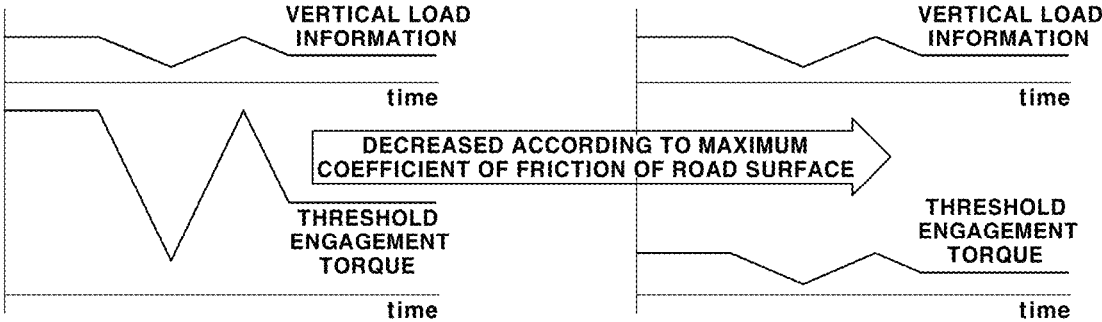 VERTICAL LOAD
INFORMATION
time
THRESHOLD
ENGAGEMENT
TORQUE
time
DECREASED ACCORDING TO MAXIMUM
COEFFICIENT OF FRICTION OF ROAD SURFACE
VERTICAL LOAD
INFORMATION
time
THRESHOLD
ENGAGEMENT
TORQUE
time